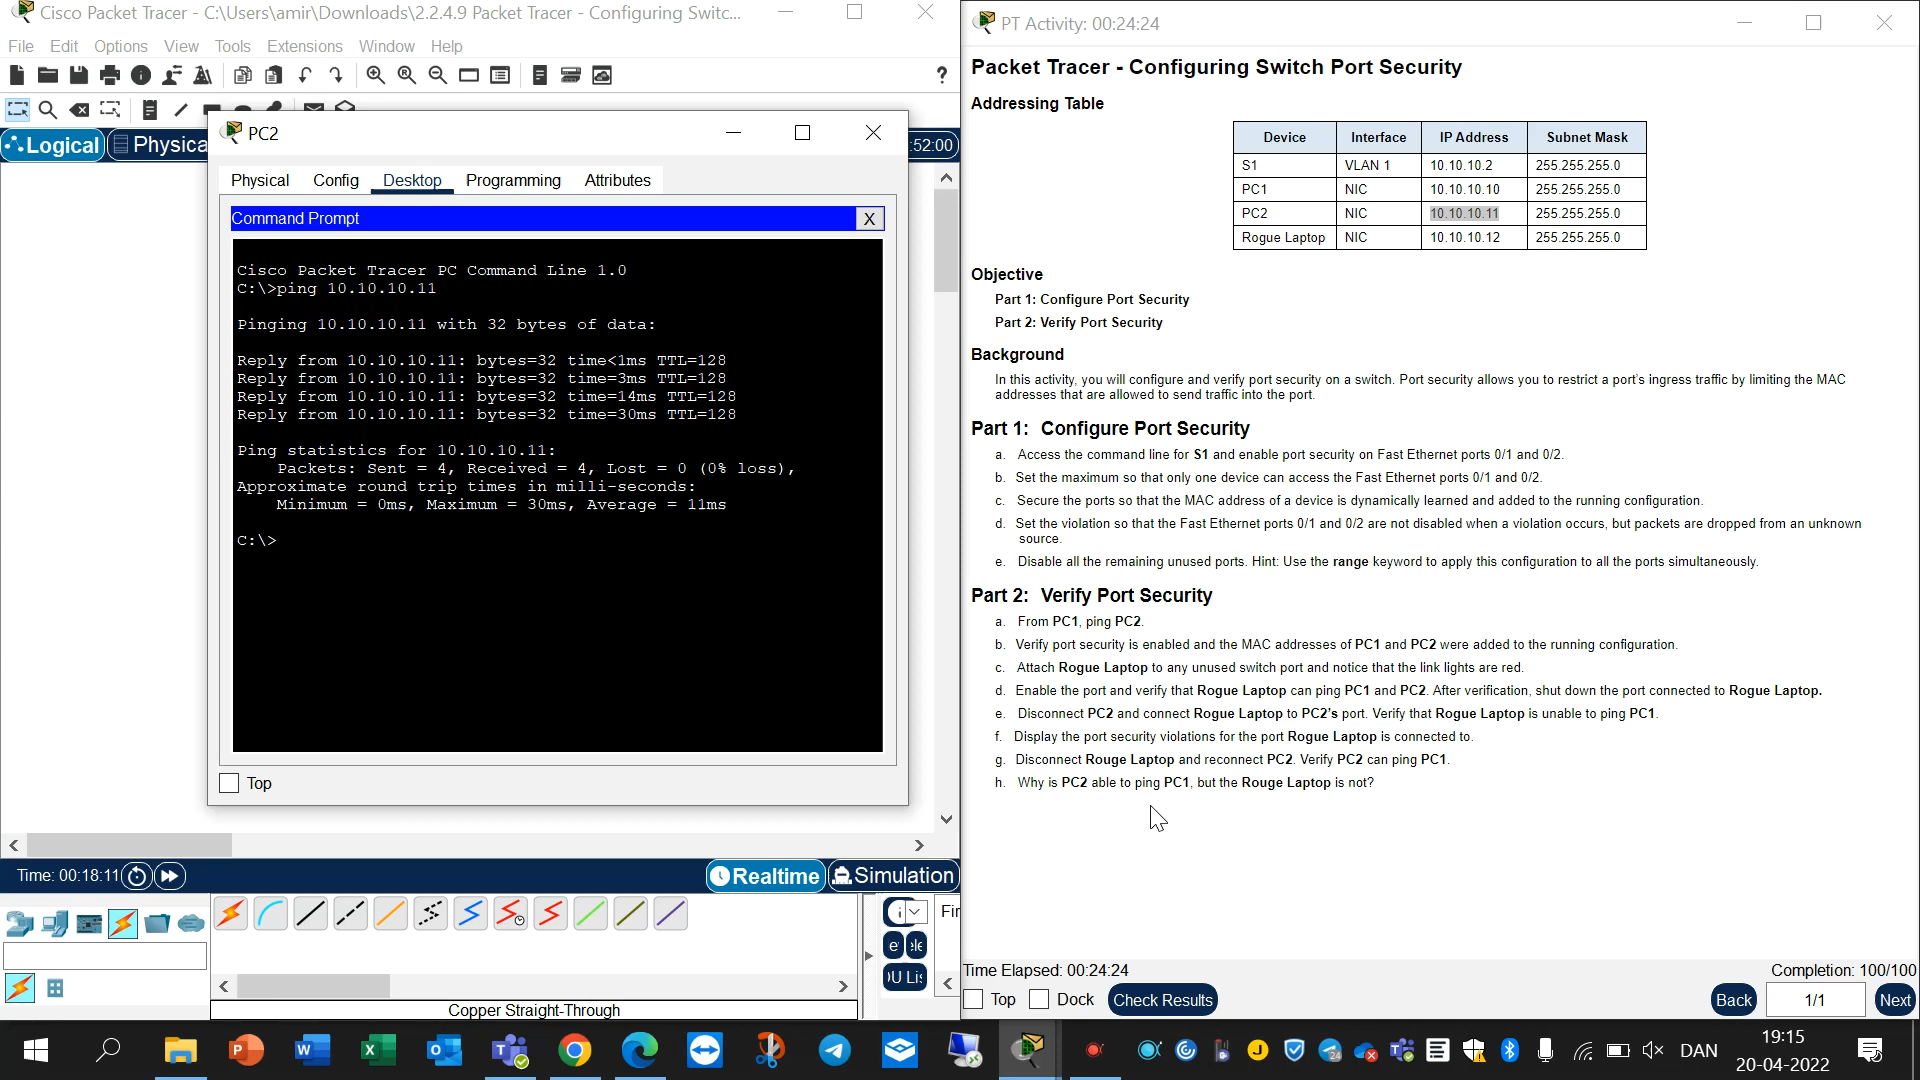 Cisco Packet Tracer - C:\Users\amir\Downloads\2.2.4.9 Packet Tracer - Configuring Switc...
File Edit Options View Tools Extensions Window Help
?
Logical
Physica
:52:00
PC2
Physical Config Desktop Programming Attributes
Command Prompt
X
Cisco Packet Tracer PC Command Line 1.0
C:\>ping 10.10.10.11
Pinging 10.10.10.11 with 32 bytes of data:
Reply from 10.10.10.11: bytes=32 time<1ms TTL=128
Reply from 10.10.10.11: bytes=32 time=3ms TTL=128
Reply from 10.10.10.11: bytes=32 time=14ms TTL=128
Reply from 10.10.10.11: bytes=32 time=30ms TTL=128
Ping statistics for 10.10.10.11:
Packets: Sent = 4, Received = 4, Lost = 0 (0% loss),
Approximate round trip times in milli-seconds:
Minimum = 0ms, Maximum = 30ms, Average = 11ms
C:\>
Top
Time: 00:18:11
Realtime
Simulation
Fir
Copper Straight-Through
PT Activity: 00:24:24
Packet Tracer - Configuring Switch Port Security
Addressing Table
Device Interface IP Address Subnet Mask
S1 VLAN 1 10.10.10.2 255.255.255.0
PC1 NIC 10.10.10.10 255.255.255.0
PC2 NIC 10.10.10.11 255.255.255.0
Rogue Laptop NIC 10.10.10.12 255.255.255.0
Objective
Part 1: Configure Port Security
Part 2: Verify Port Security
Background
In this activity, you will configure and verify port security on a switch. Port security allows you to restrict a port's ingress traffic by limiting the MAC
addresses that are allowed to send traffic into the port.
Part 1: Configure Port Security
a. Access the command line for S1 and enable port security on Fast Ethernet ports 0/1 and 0/2.
b. Set the maximum so that only one device can access the Fast Ethernet ports 0/1 and 0/2.
c. Secure the ports so that the MAC address of a device is dynamically learned and added to the running configuration.
d. Set the violation so that the Fast Ethernet ports 0/1 and 0/2 are not disabled when a violation occurs, but packets are dropped from an unknown
source.
e. Disable all the remaining unused ports. Hint: Use the range keyword to apply this configuration to all the ports simultaneously.
Part 2: Verify Port Security
a. From PC1, ping PC2.
b. Verify port security is enabled and the MAC addresses of PC1 and PC2 were added to the running configuration.
c. Attach Rogue Laptop to any unused switch port and notice that the link lights are red.
d. Enable the port and verify that Rogue Laptop can ping PC1 and PC2. After verification, shut down the port connected to Rogue Laptop.
e. Disconnect PC2 and connect Rogue Laptop to PC2's port. Verify that Rogue Laptop is unable to ping PC1.
f. Display the port security violations for the port Rogue Laptop is connected to.
g. Disconnect Rouge Laptop and reconnect PC2. Verify PC2 can ping PC1.
h. Why is PC2 able to ping PC1, but the Rouge Laptop is not?
Time Elapsed: 00:24:24
Completion: 100/100
Top
Dock
Check Results
Back
1/1
Next
DAN
19:15
20-04-2022